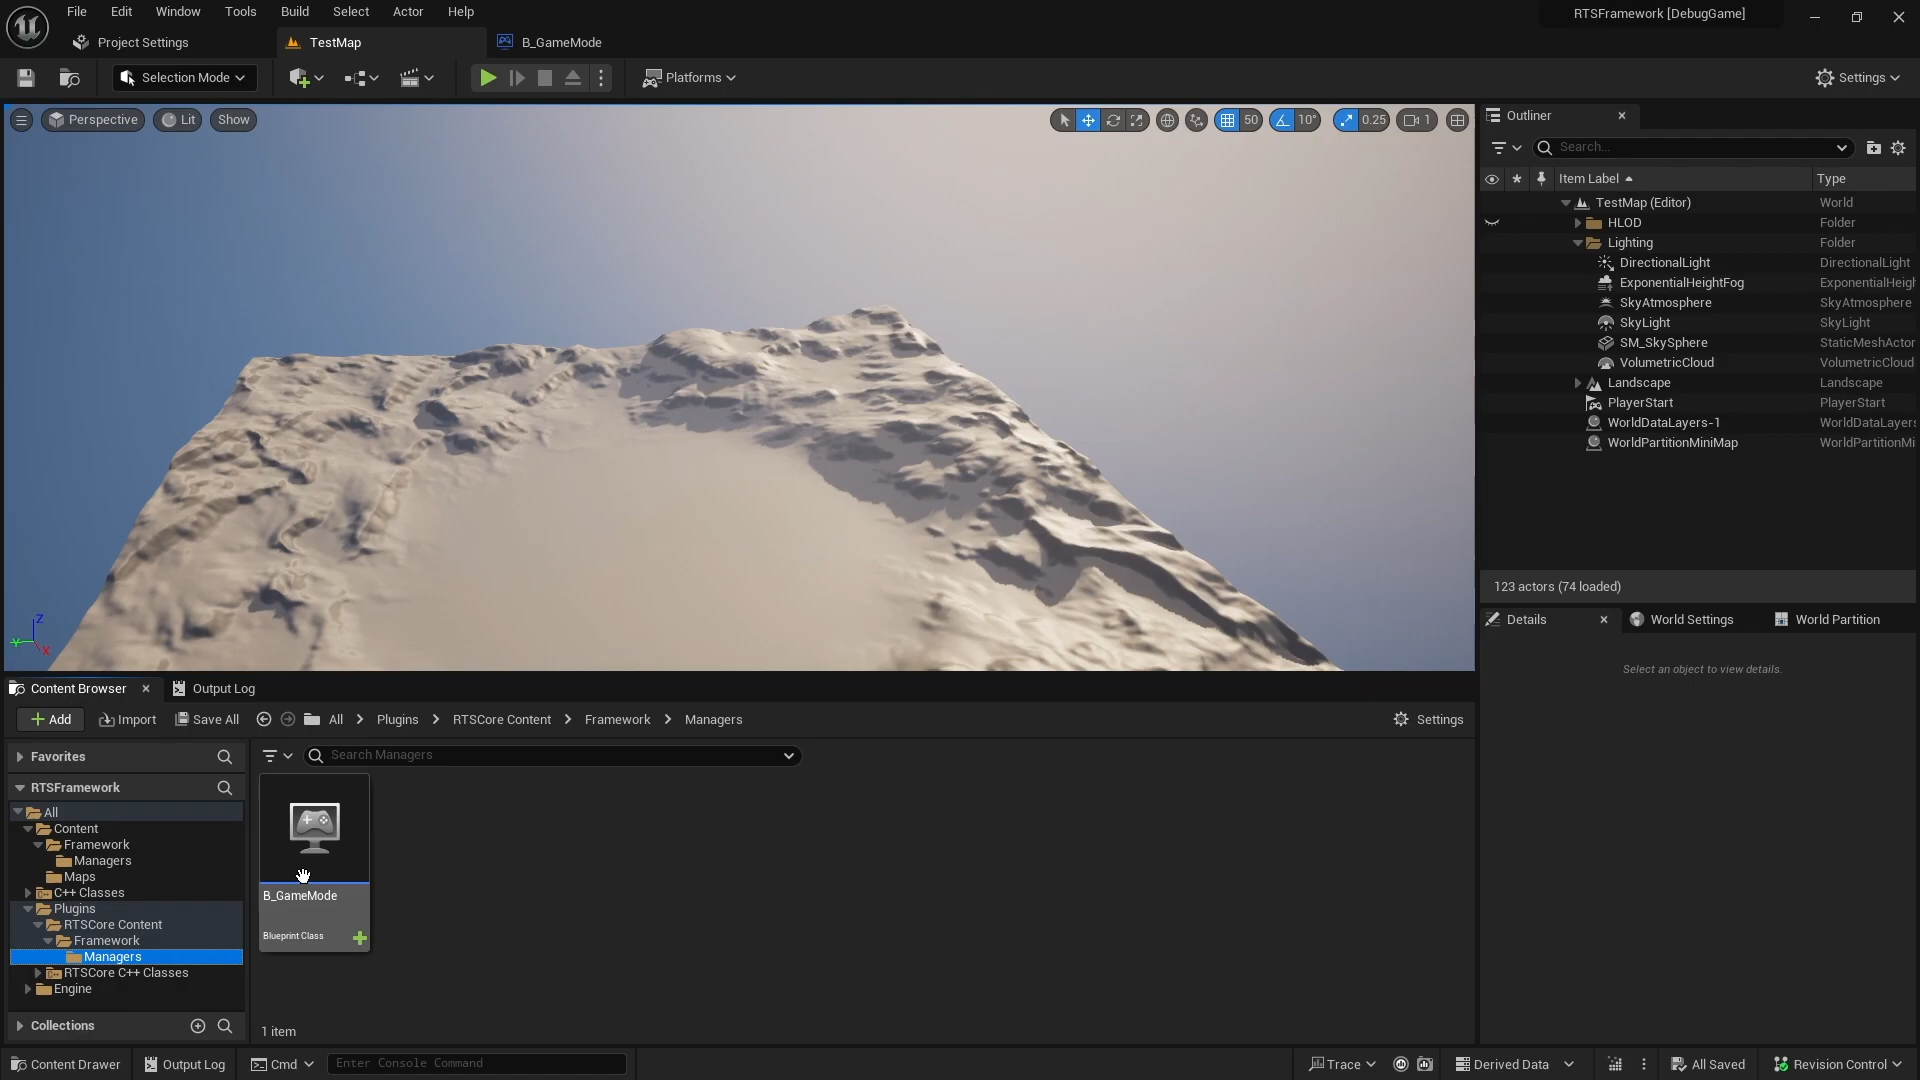 File Edit Window Tools Build Select Actor Help
RTSFramework [DebugGame]
Project Settings
TestMap
B_GameMode
Selection Mode
Platforms
Settings
Perspective
Lit
Show
50
10°
0.25
1
Outliner
Search...
Item Label
Type
TestMap (Editor) World
HLOD Folder
Lighting Folder
DirectionalLight DirectionalLight
ExponentialHeightFog ExponentialHeigh
SkyAtmosphere SkyAtmosphere
SkyLight SkyLight
SM_SkySphere StaticMeshActor
VolumetricCloud VolumetricCloud
Landscape Landscape
PlayerStart PlayerStart
WorldDataLayers-1 WorldDataLayers
WorldPartitionMiniMap WorldPartitionMi
123 actors (74 loaded)
Details
World Settings
World Partition
Select an object to view details.
Z
Y
X
Content Browser
Output Log
Add
Import
Save All
All
Plugins
RTSCore Content
Framework
Managers
Settings
Favorites
RTSFramework
All
Content
Framework
Managers
Maps
C++ Classes
Plugins
RTSCore Content
Framework
Managers
RTSCore C++ Classes
Engine
Collections
Search Managers
B_GameMode
Blueprint Class
1 item
Content Drawer
Output Log
Cmd
Enter Console Command
Trace
Derived Data
All Saved
Revision Control